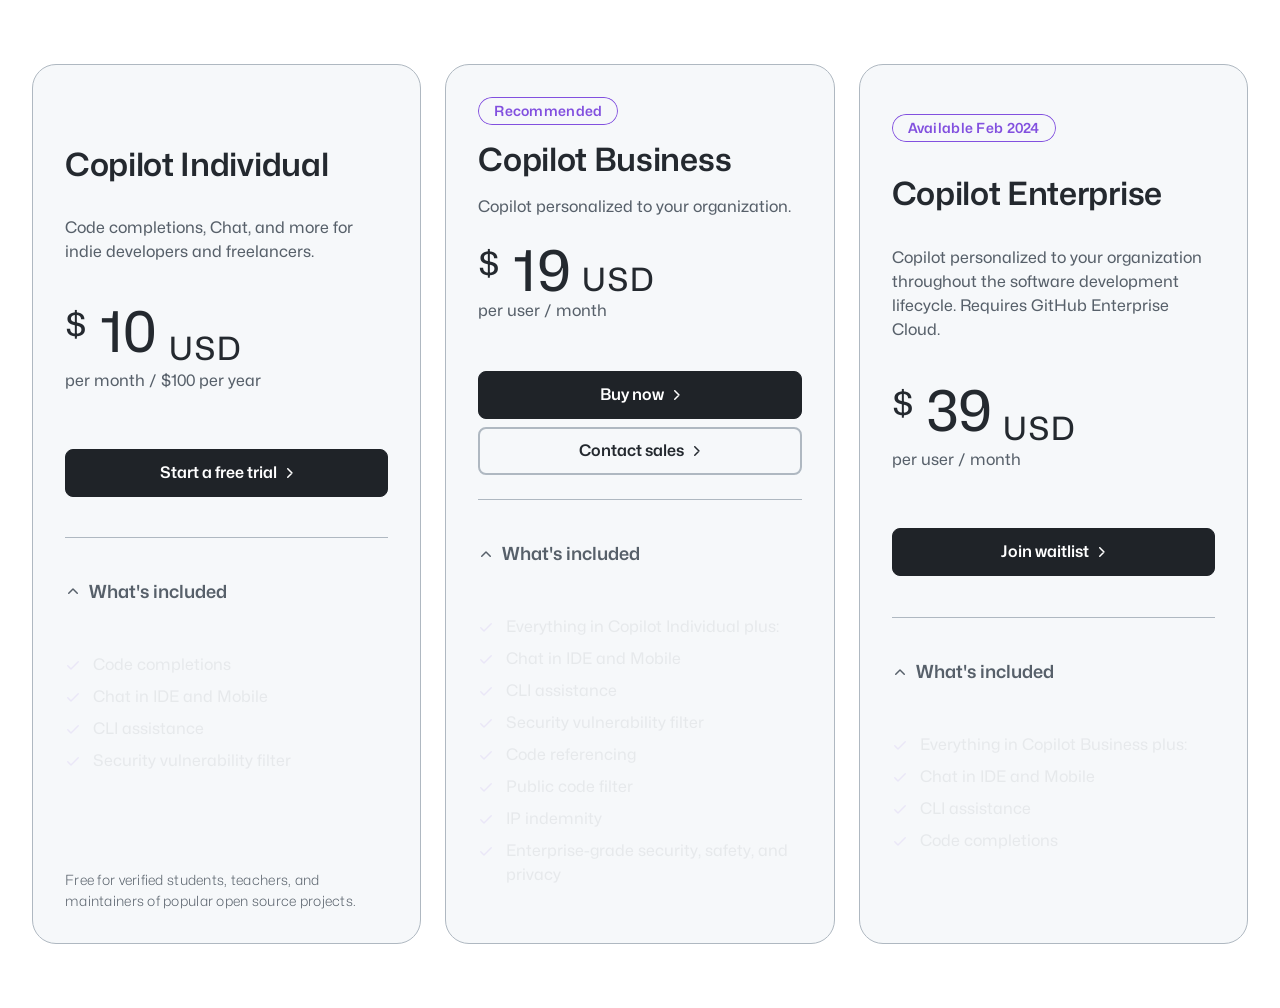 Copilot Individual
Code completions, Chat, and more for
indie developers and freelancers.
$ 10 USD
per month / $100 per year
Start a free trial
What's included
Code completions
Chat in IDE and Mobile
CLI assistance
Security vulnerability filter
Free for verified students, teachers, and
maintainers of popular open source projects.
Recommended
Copilot Business
Copilot personalized to your organization.
$ 19 USD
per user / month
Buy now
Contact sales
What's included
Everything in Copilot Individual plus:
Chat in IDE and Mobile
CLI assistance
Security vulnerability filter
Code referencing
Public code filter
IP indemnity
Enterprise-grade security, safety, and
privacy
Available Feb 2024
Copilot Enterprise
Copilot personalized to your organization
throughout the software development
lifecycle. Requires GitHub Enterprise
Cloud.
$ 39 USD
per user / month
Join waitlist
What's included
Everything in Copilot Business plus:
Chat in IDE and Mobile
CLI assistance
Code completions